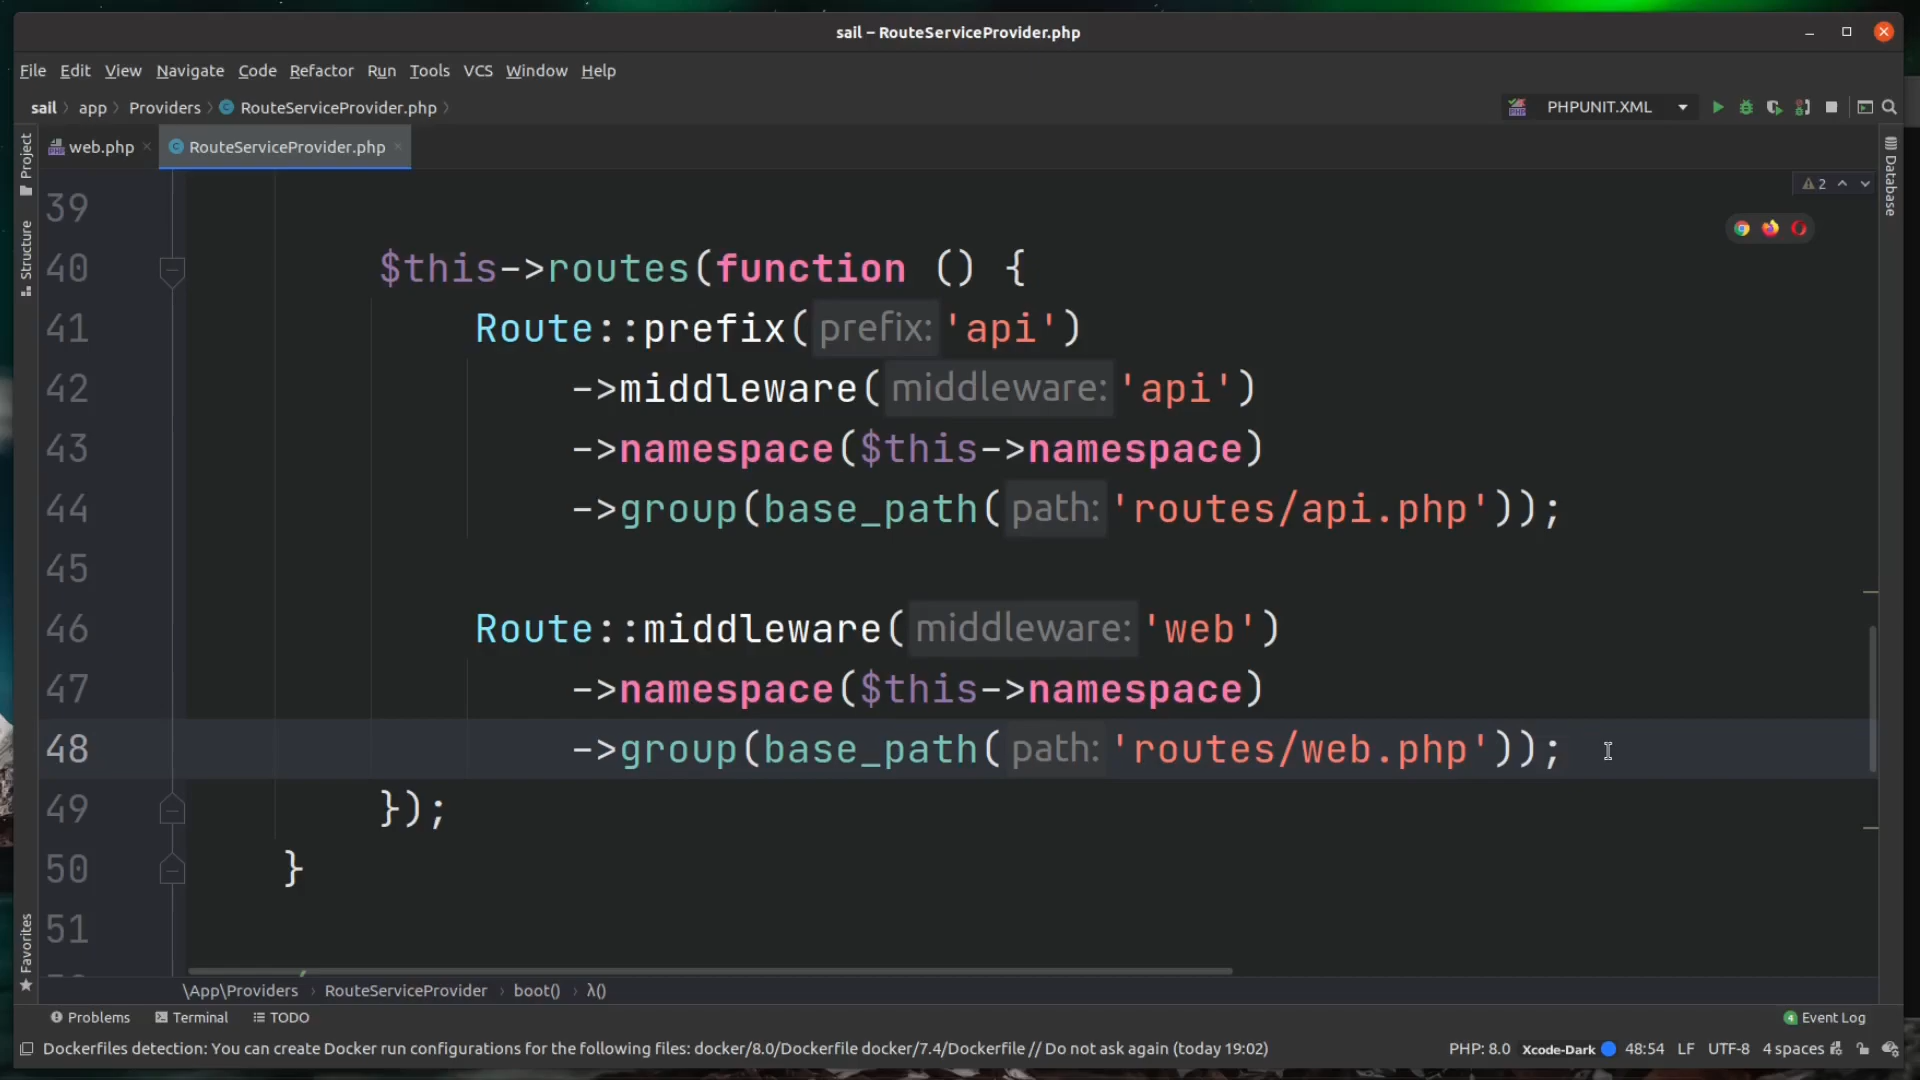 sail – RouteServiceProvider.php
File Edit View Navigate Code Refactor Run Tools VCS Window Help
sail app Providers RouteServiceProvider.php
PHPUNIT.XML
web.php RouteServiceProvider.php
Project
Structure
Favorites
Database
2
39
40 $this->routes(function () {
41 Route::prefix( prefix: 'api')
42 ->middleware( middleware: 'api')
43 ->namespace($this->namespace)
44 ->group(base_path( path: 'routes/api.php'));
45
46 Route::middleware( middleware: 'web')
47 ->namespace($this->namespace)
48 ->group(base_path( path: 'routes/web.php'));
49 });
50 }
51
\App\Providers RouteServiceProvider boot() λ()
Problems Terminal TODO
4 Event Log
Dockerfiles detection: You can create Docker run configurations for the following files: docker/8.0/Dockerfile docker/7.4/Dockerfile // Do not ask again (today 19:02)
PHP: 8.0 Xcode-Dark 48:54 LF UTF-8 4 spaces